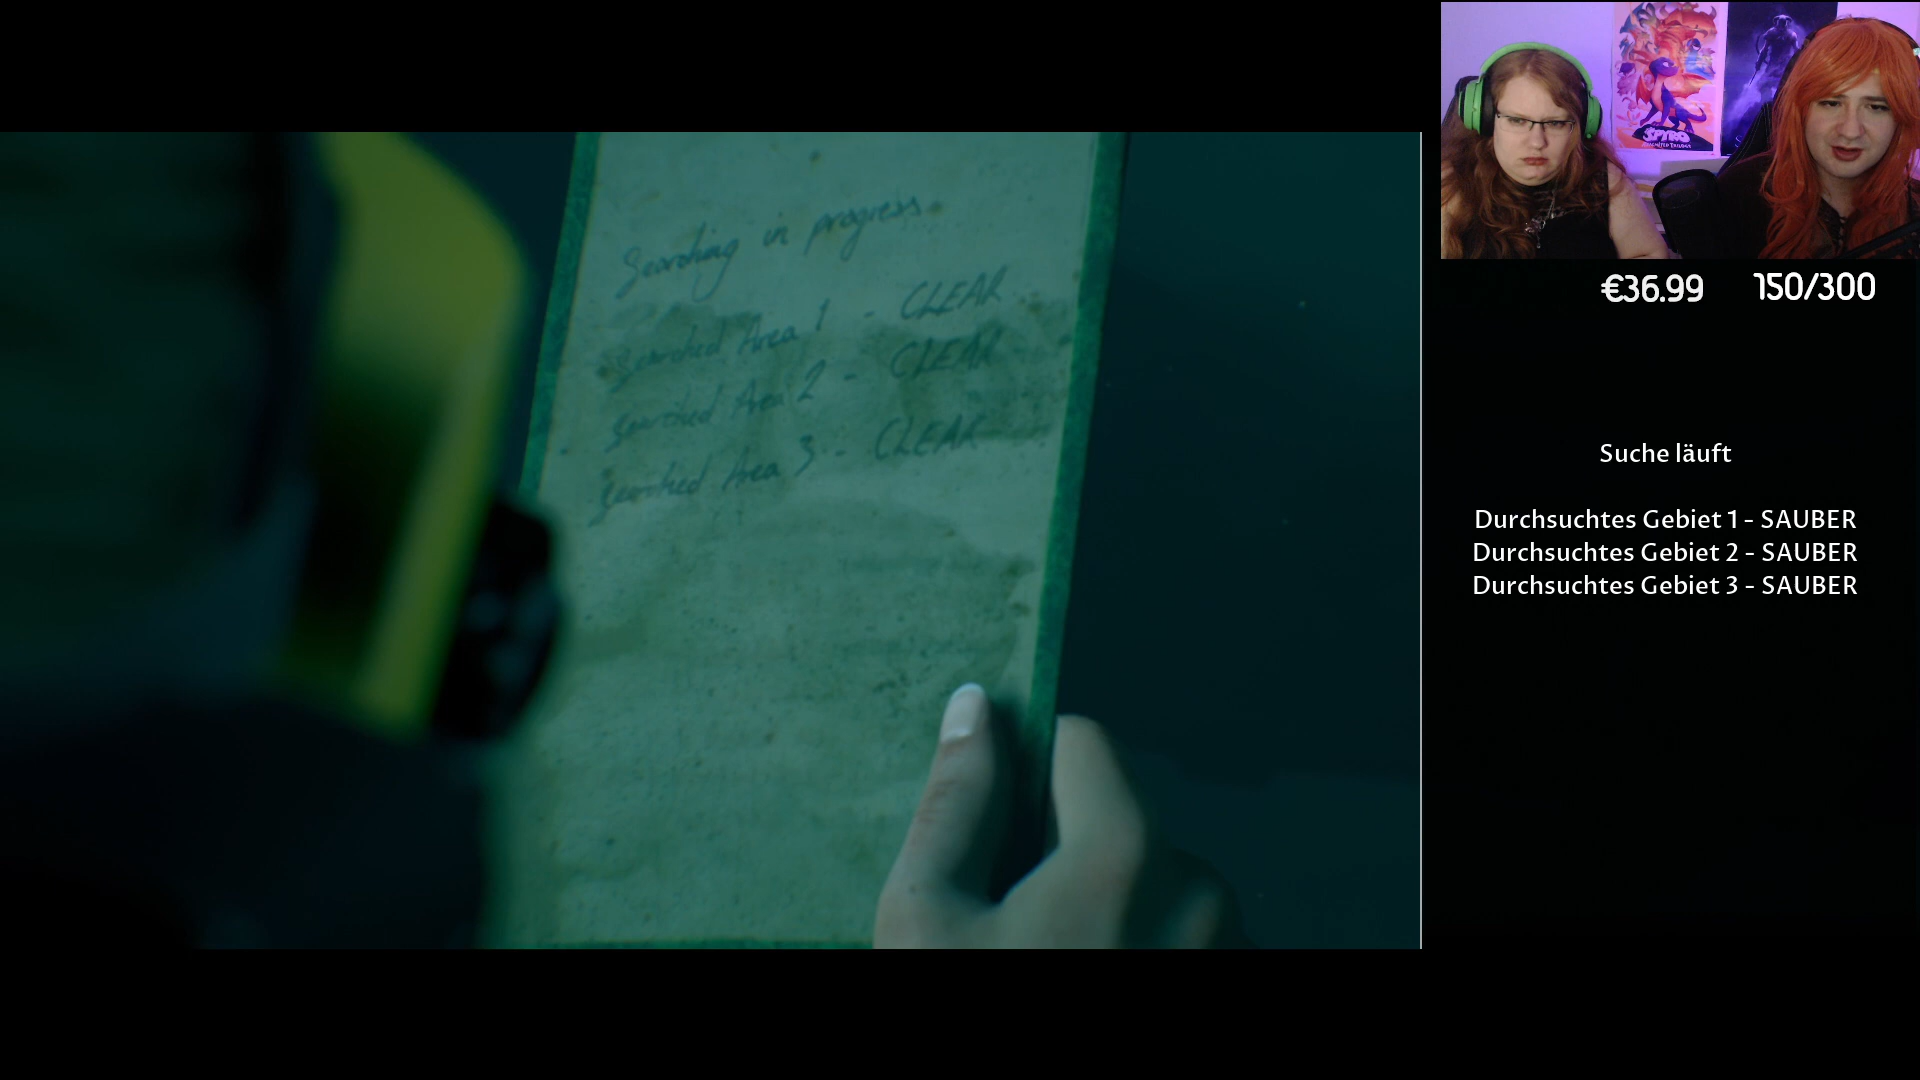 Searching in progress..
Searched Area 1 - CLEAR
Searched Area 2 - CLEAR
Searched Area 3 - CLEAR
SPYRO
€36.99 150/300
Suche läuft
Durchsuchtes Gebiet 1 - SAUBER
Durchsuchtes Gebiet 2 - SAUBER
Durchsuchtes Gebiet 3 - SAUBER